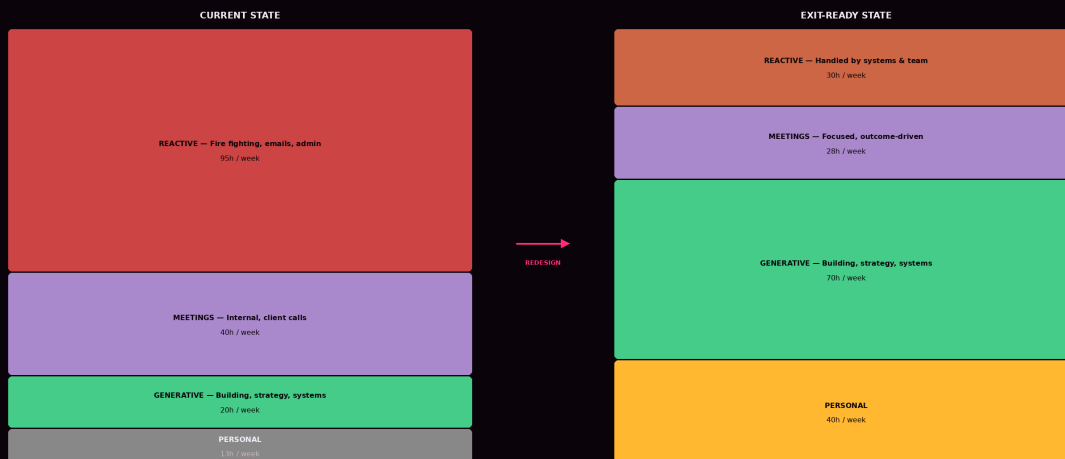 CURRENT STATE
REACTIVE — Fire fighting, emails, admin
95h / week
MEETINGS — Internal, client calls
40h / week
GENERATIVE — Building, strategy, systems
20h / week
PERSONAL
13h / week
REDESIGN
EXIT-READY STATE
REACTIVE — Handled by systems & team
30h / week
MEETINGS — Focused, outcome-driven
28h / week
GENERATIVE — Building, strategy, systems
70h / week
PERSONAL
40h / week